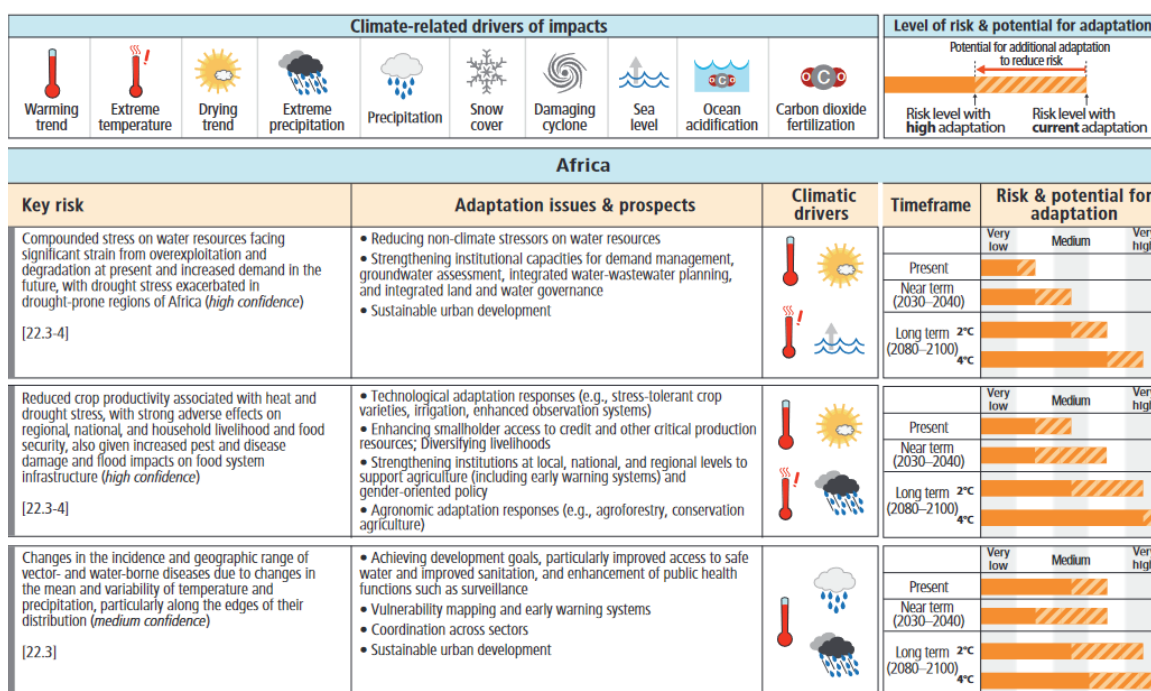 Climate-related drivers of impacts
Warming
trend
Extreme
temperature
Drying
trend
Extreme
precipitation
Precipitation
Snow
cover
Damaging
cyclone
Sea
level
Ocean
acidification
Carbon dioxide
fertilization
Level of risk & potential for adaptation
Potential for additional adaptation
to reduce risk
Risk level with
high adaptation
Risk level with
current adaptation
Africa
Key risk
Adaptation issues & prospects
Climatic
drivers
Timeframe
Risk & potential for
adaptation
Compounded stress on water resources facing
significant strain from overexploitation and
degradation at present and increased demand in the
future, with drought stress exacerbated in
drought-prone regions of Africa (high confidence)
[22.3-4]
• Reducing non-climate stressors on water resources
• Strengthening institutional capacities for demand management,
groundwater assessment, integrated water-wastewater planning,
and integrated land and water governance
• Sustainable urban development
Very
low
Medium
Very
high
Present
Near term
(2030–2040)
Long term 2°C
(2080–2100)
4°C
Reduced crop productivity associated with heat and
drought stress, with strong adverse effects on
regional, national, and household livelihood and food
security, also given increased pest and disease
damage and flood impacts on food system
infrastructure (high confidence)
[22.3-4]
• Technological adaptation responses (e.g., stress-tolerant crop
varieties, irrigation, enhanced observation systems)
• Enhancing smallholder access to credit and other critical production
resources; Diversifying livelihoods
• Strengthening institutions at local, national, and regional levels to
support agriculture (including early warning systems) and
gender-oriented policy
• Agronomic adaptation responses (e.g., agroforestry, conservation
agriculture)
Very
low
Medium
Very
high
Present
Near term
(2030–2040)
Long term 2°C
(2080–2100)
4°C
Changes in the incidence and geographic range of
vector- and water-borne diseases due to changes in
the mean and variability of temperature and
precipitation, particularly along the edges of their
distribution (medium confidence)
[22.3]
• Achieving development goals, particularly improved access to safe
water and improved sanitation, and enhancement of public health
functions such as surveillance
• Vulnerability mapping and early warning systems
• Coordination across sectors
• Sustainable urban development
Very
low
Medium
Very
high
Present
Near term
(2030–2040)
Long term 2°C
(2080–2100)
4°C